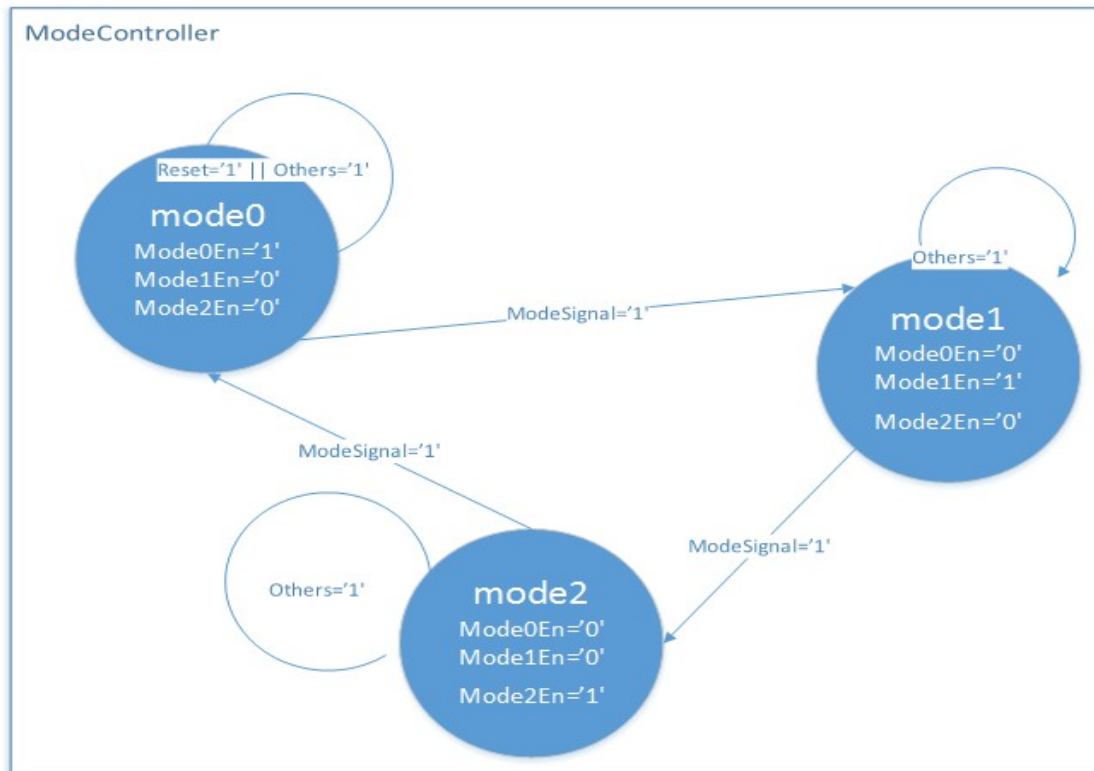 ModeController
Reset=’1' || Others=’1'
mode0
Mode0En=’1'
Mode1En=’0'
Mode2En=’0'
ModeSignal=’1'
Others=’1'
mode1
Mode0En=’0'
Mode1En=’1'
Mode2En=’0'
ModeSignal=’1'
ModeSignal=’1'
Others=’1'
mode2
Mode0En=’0'
Mode1En=’0'
Mode2En=’1'